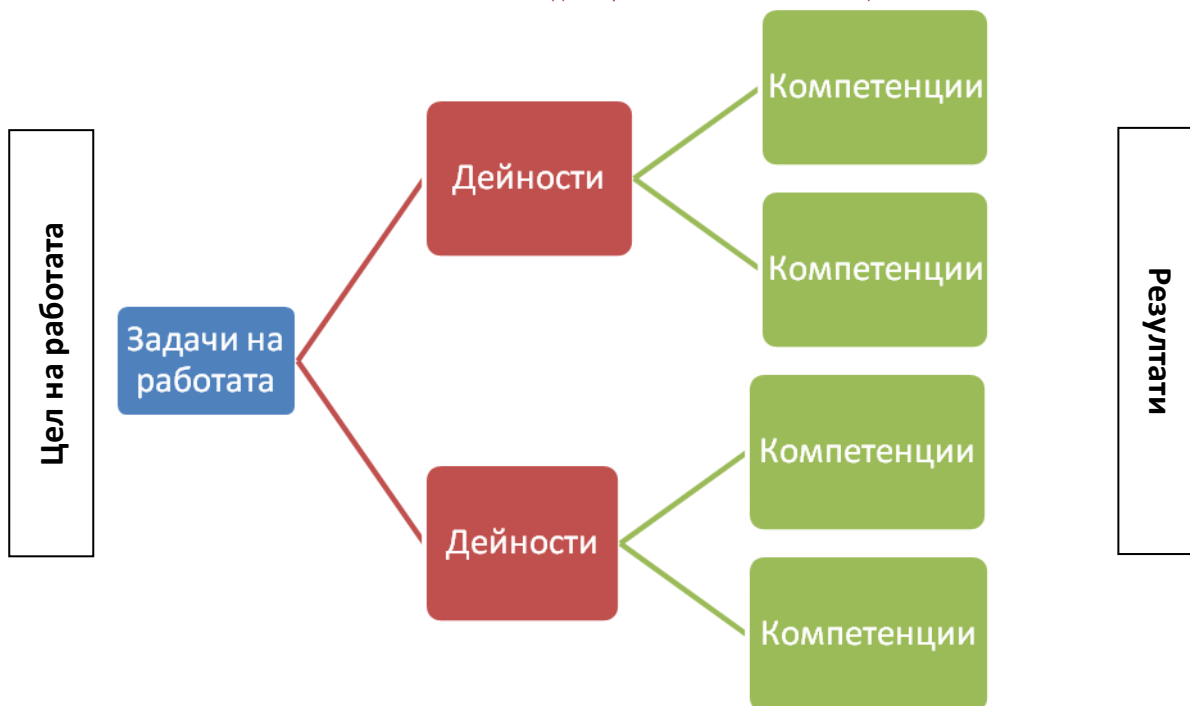 Цел на работата
Задачи на
работата
Дейности
Дейности
Компетенции
Компетенции
Компетенции
Компетенции
Резултати